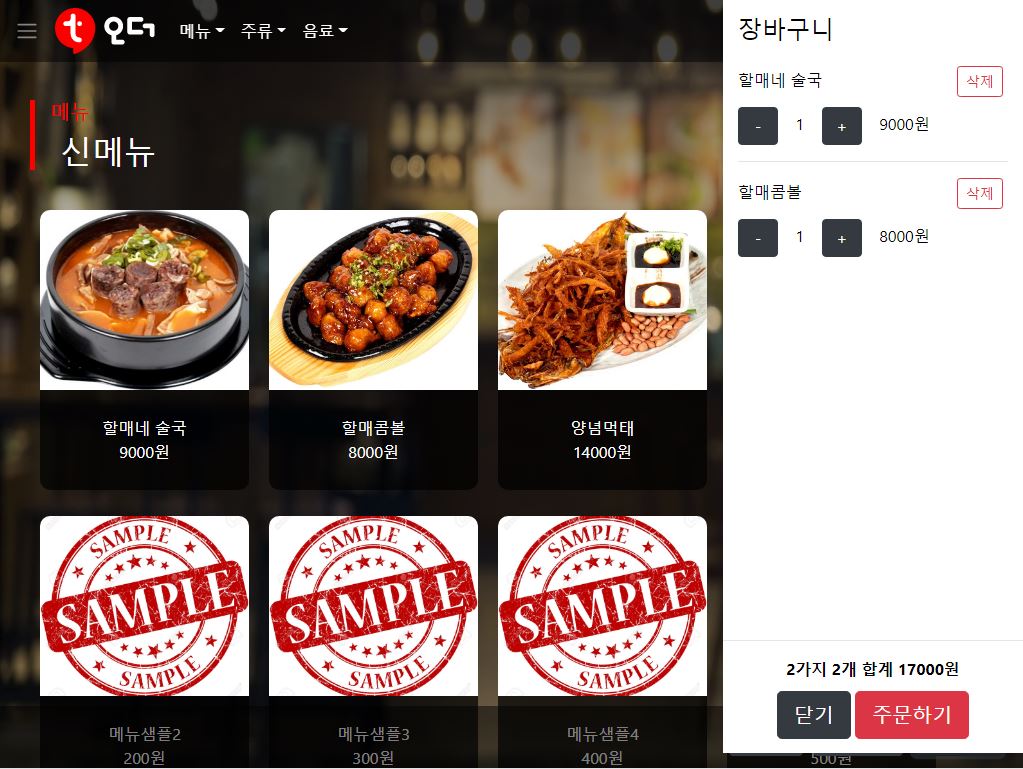 t 오더 메뉴 주류 음료
메뉴
신메뉴
할매네 술국
9000원
할매콤볼
8000원
양념먹태
14000원
SAMPLE
SAMPLE
SAMPLE
SAMPLE
SAMPLE
SAMPLE
SAMPLE
SAMPLE
SAMPLE
메뉴샘플2
200원
메뉴샘플3
300원
메뉴샘플4
400원
500원
장바구니
할매네 술국
삭제
- 1 + 9000원
할매콤볼
삭제
- 1 + 8000원
2가지 2개 합계 17000원
닫기 주문하기